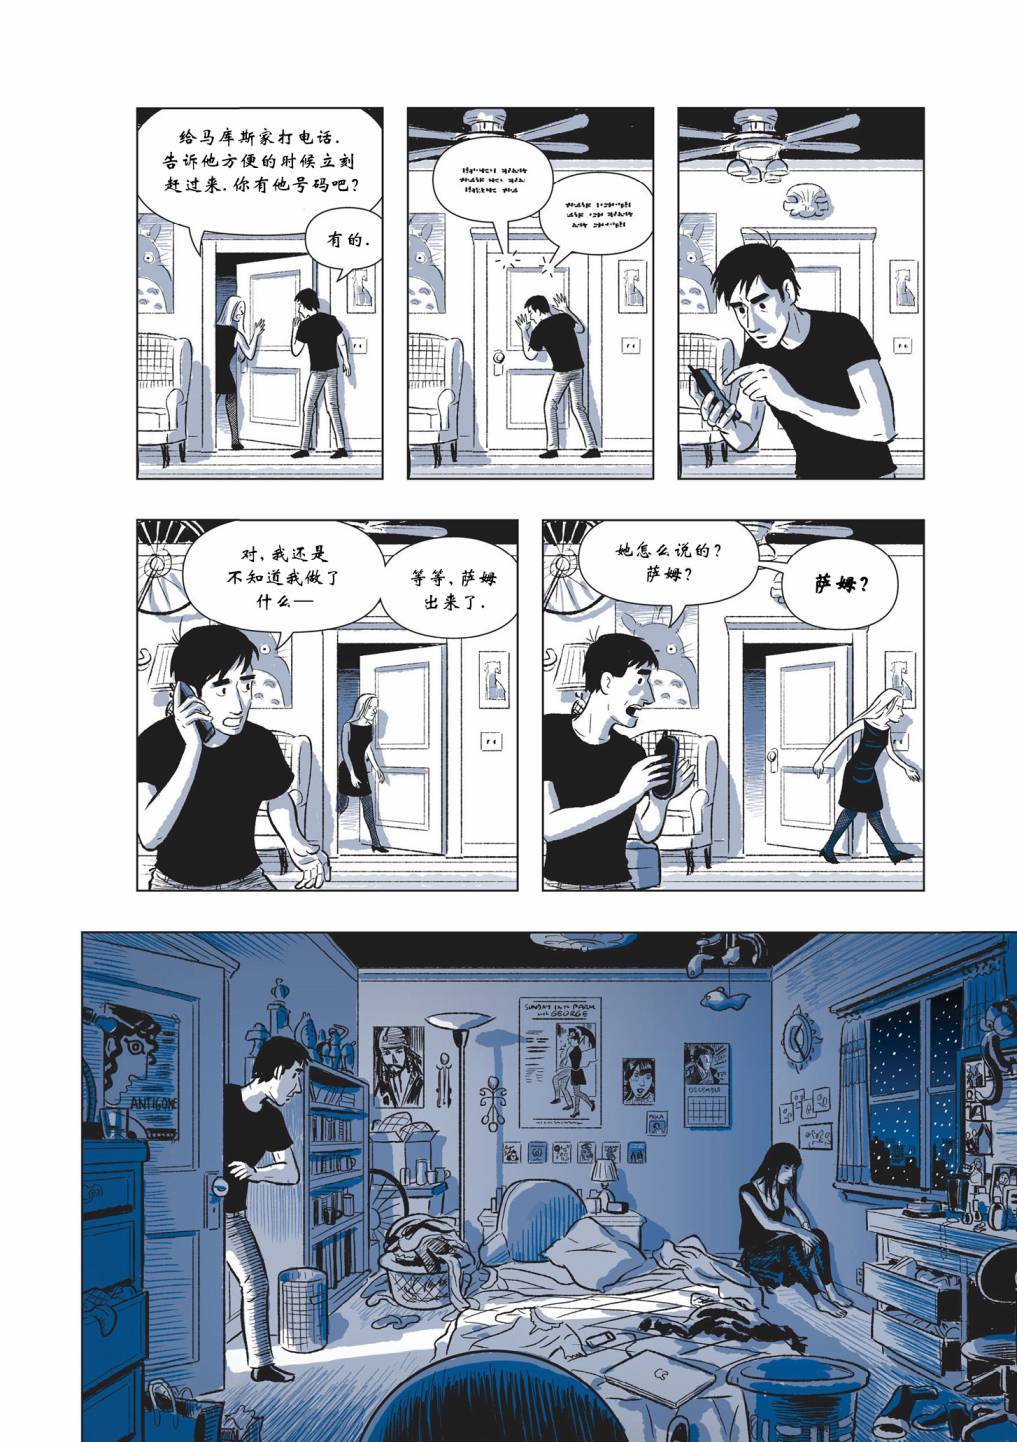 给马库斯家打电话.
告诉他方便的时候立刻
赶过来.你有他号码吧?
有的.
对,我还是
不知道我做了
什么—
等等,萨姆
出来了.
她怎么说的?
萨姆?
萨姆?
SUNDAY IN THE PARK
WITH GEORGE
DECEMBER
ANTIGONE